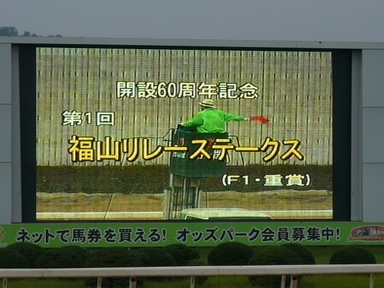 開設60周年記念
第1回
福山リレーステークス
(F1・重賞)
ネットで馬券を買える! オッズパーク会員募集中!